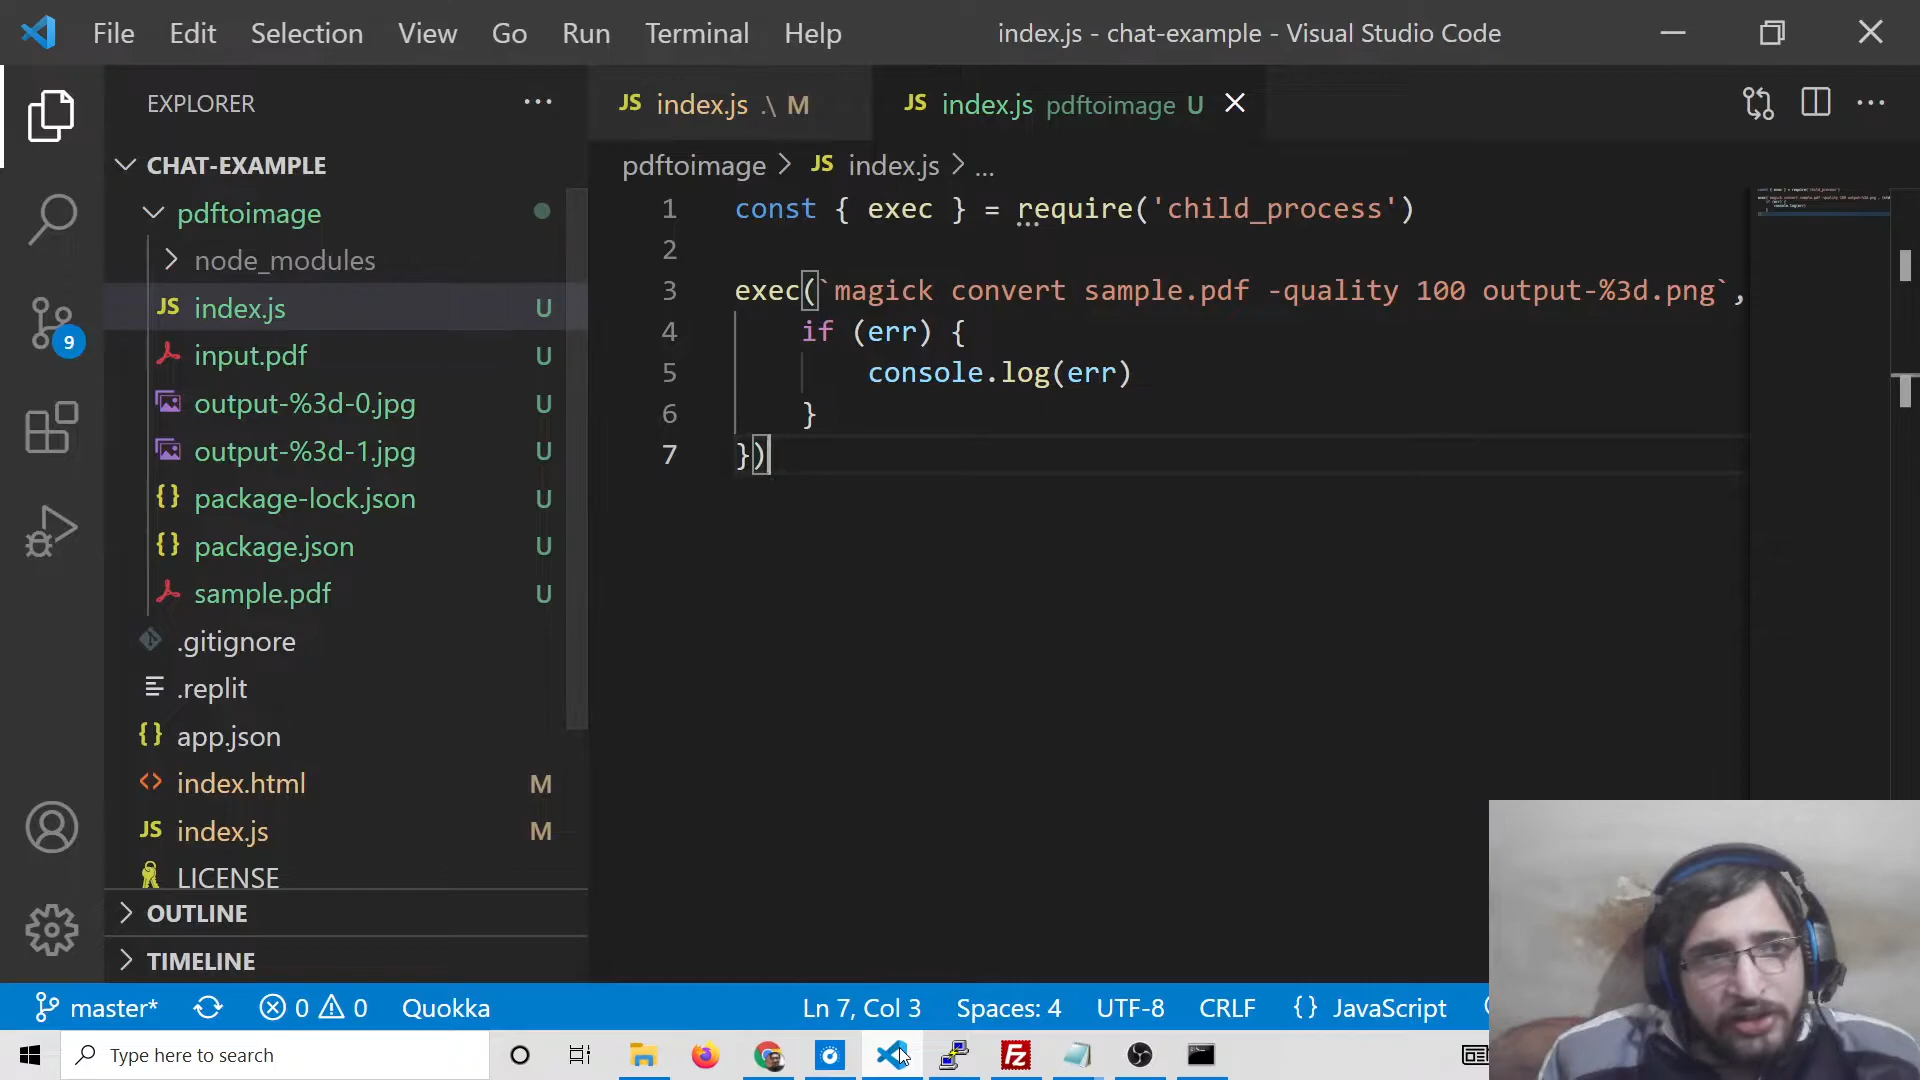 File Edit Selection View Go Run Terminal Help index.js - chat-example - Visual Studio Code
EXPLORER
index.js .\ M
index.js pdftoimage U
CHAT-EXAMPLE
pdftoimage > JS index.js > ...
pdftoimage
node_modules
JS index.js U
input.pdf U
output-%3d-0.jpg U
output-%3d-1.jpg U
{} package-lock.json U
{} package.json U
sample.pdf U
.gitignore
.replit
{} app.json
<> index.html M
JS index.js M
LICENSE
OUTLINE
TIMELINE
1 const { exec } = require('child_process')
2
3 exec(`magick convert sample.pdf -quality 100 output-%3d.png`,
4 if (err) {
5 console.log(err)
6 }
7 })
9
master* 0 0 Quokka Ln 7, Col 3 Spaces: 4 UTF-8 CRLF {} JavaScript
Type here to search